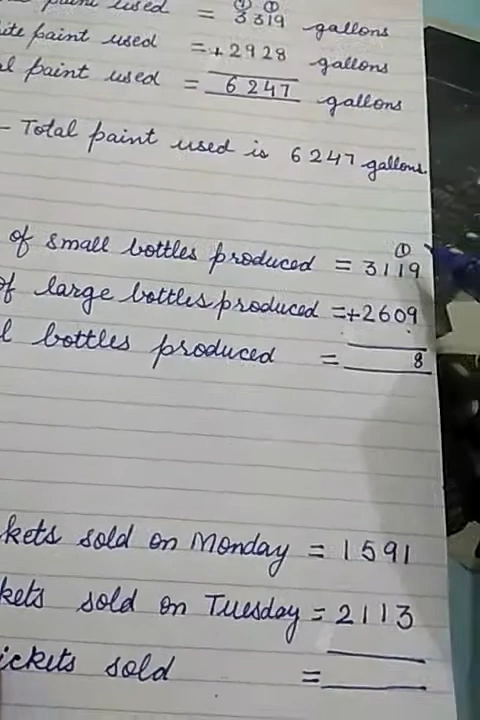 paint used = 3319 gallons
ite paint used = +2928 gallons
l paint used = 6247 gallons
- Total paint used is 6247 gallons.
of small bottles produced = 3119
of large bottles produced = +2609
l bottles produced = 8
kets sold on Monday = 1591
kets sold on Tuesday = 2113
ickets sold =